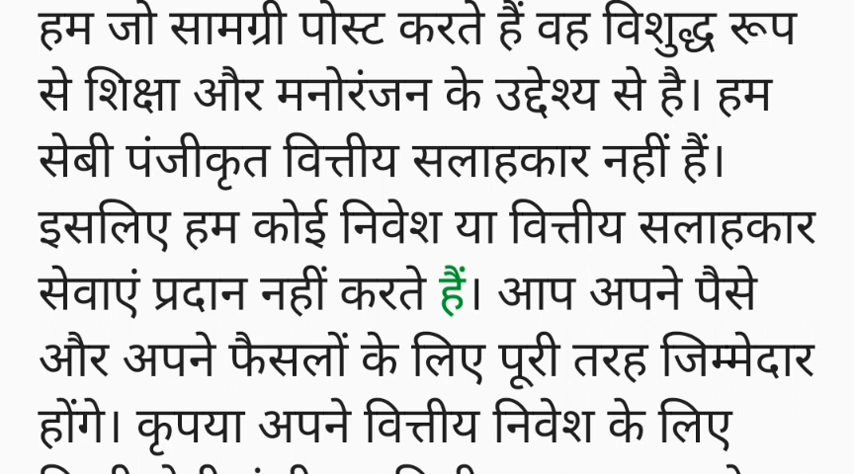 हम जो सामग्री पोस्ट करते हैं वह विशुद्ध रूप
से शिक्षा और मनोरंजन के उद्देश्य से है। हम
सेबी पंजीकृत वित्तीय सलाहकार नहीं हैं।
इसलिए हम कोई निवेश या वित्तीय सलाहकार
सेवाएं प्रदान नहीं करते हैं। आप अपने पैसे
और अपने फैसलों के लिए पूरी तरह जिम्मेदार
होंगे। कृपया अपने वित्तीय निवेश के लिए